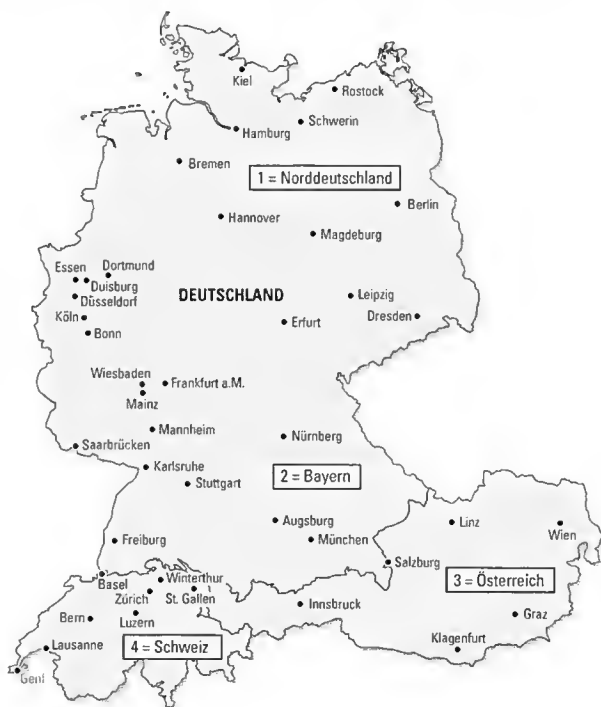 Kiel
Rostock
Schwerin
Hamburg
Bremen
1 = Norddeutschland
Berlin
Hannover
Magdeburg
Essen
Dortmund
Duisburg
Düsseldorf
DEUTSCHLAND
Leipzig
Köln
Erfurt
Dresden
Bonn
Wiesbaden
Frankfurt a.M.
Mainz
Mannheim
Nürnberg
Saarbrücken
Karlsruhe
Stuttgart
2 = Bayern
Augsburg
Linz
Freiburg
München
Wien
Salzburg
Basel
Winterthur
3 = Österreich
Zürich
St. Gallen
Innsbruck
Bern
Luzern
Graz
Lausanne
4 = Schweiz
Klagenfurt
Genf